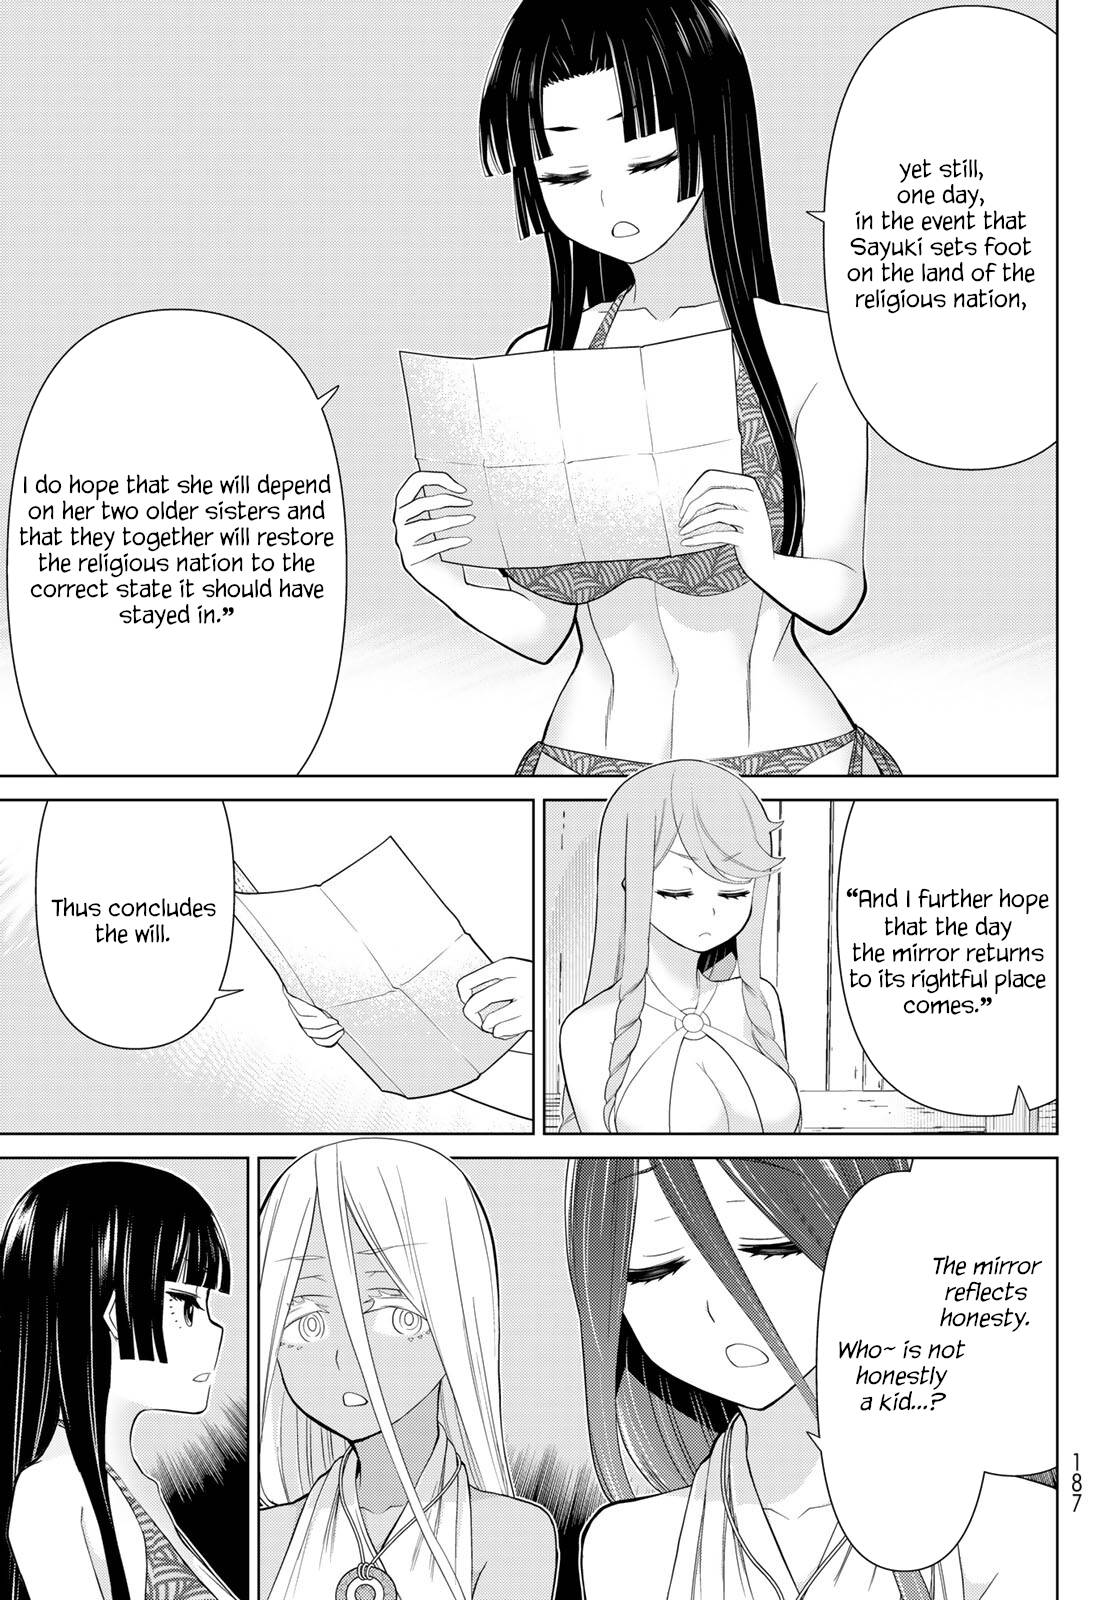 yet still,
one day,
in the event that
Sayuki sets foot
on the land of the
religious nation,
I do hope that she will depend
on her two older sisters and
that they together will restore
the religious nation to the
correct state it should have
stayed in.”
“And I further hope
that the day
the mirror returns
to its rightful place
comes.”
Thus concludes
the will.
The mirror
reflects
honesty.
Who~ is not
honestly
a kid...?
187